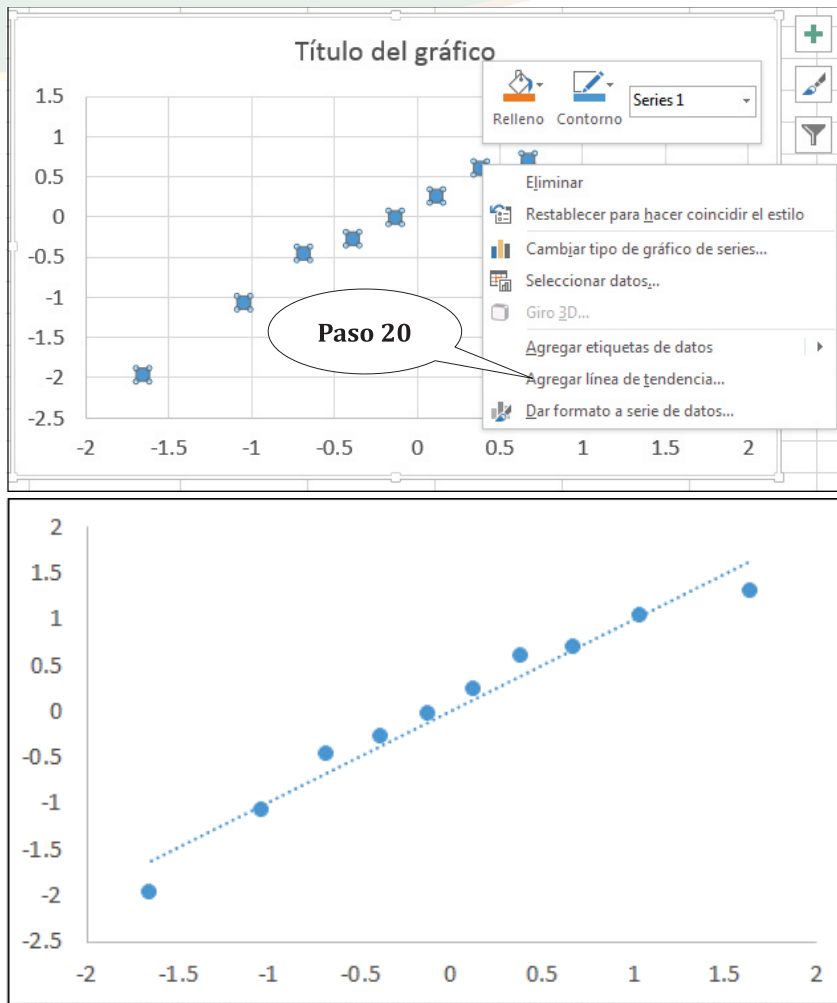 Título del gráfico
Relleno Contorno Series 1
1.5
1
0.5
0
-0.5
-1
-1.5
-2
-2.5
-2 -1.5 -1 -0.5 0 0.5 1 1.5 2
Eliminar
Restablecer para hacer coincidir el estilo
Cambiar tipo de gráfico de series...
Seleccionar datos...
Giro 3D...
Agregar etiquetas de datos
Agregar línea de tendencia...
Dar formato a serie de datos...
Paso 20
2
1.5
1
0.5
0
-0.5
-1
-1.5
-2
-2.5
-2 -1.5 -1 -0.5 0 0.5 1 1.5 2